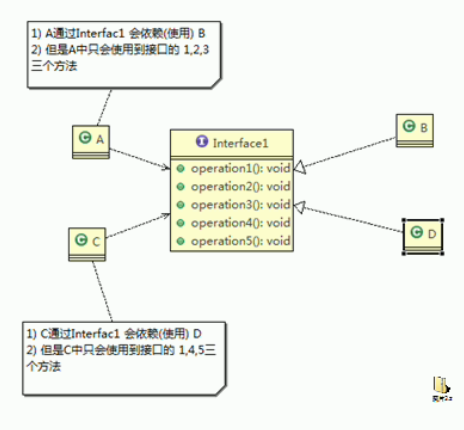 1) A通过Interfac1 会依赖(使用) B
2) 但是A中只会使用到接口的 1,2,3
三个方法
C A
I Interface1
operation1(): void
operation2(): void
operation3(): void
operation4(): void
operation5(): void
C B
C C
C D
1) C通过Interfac1 会依赖(使用) D
2) 但是C中只会使用到接口的 1,4,5三
个方法